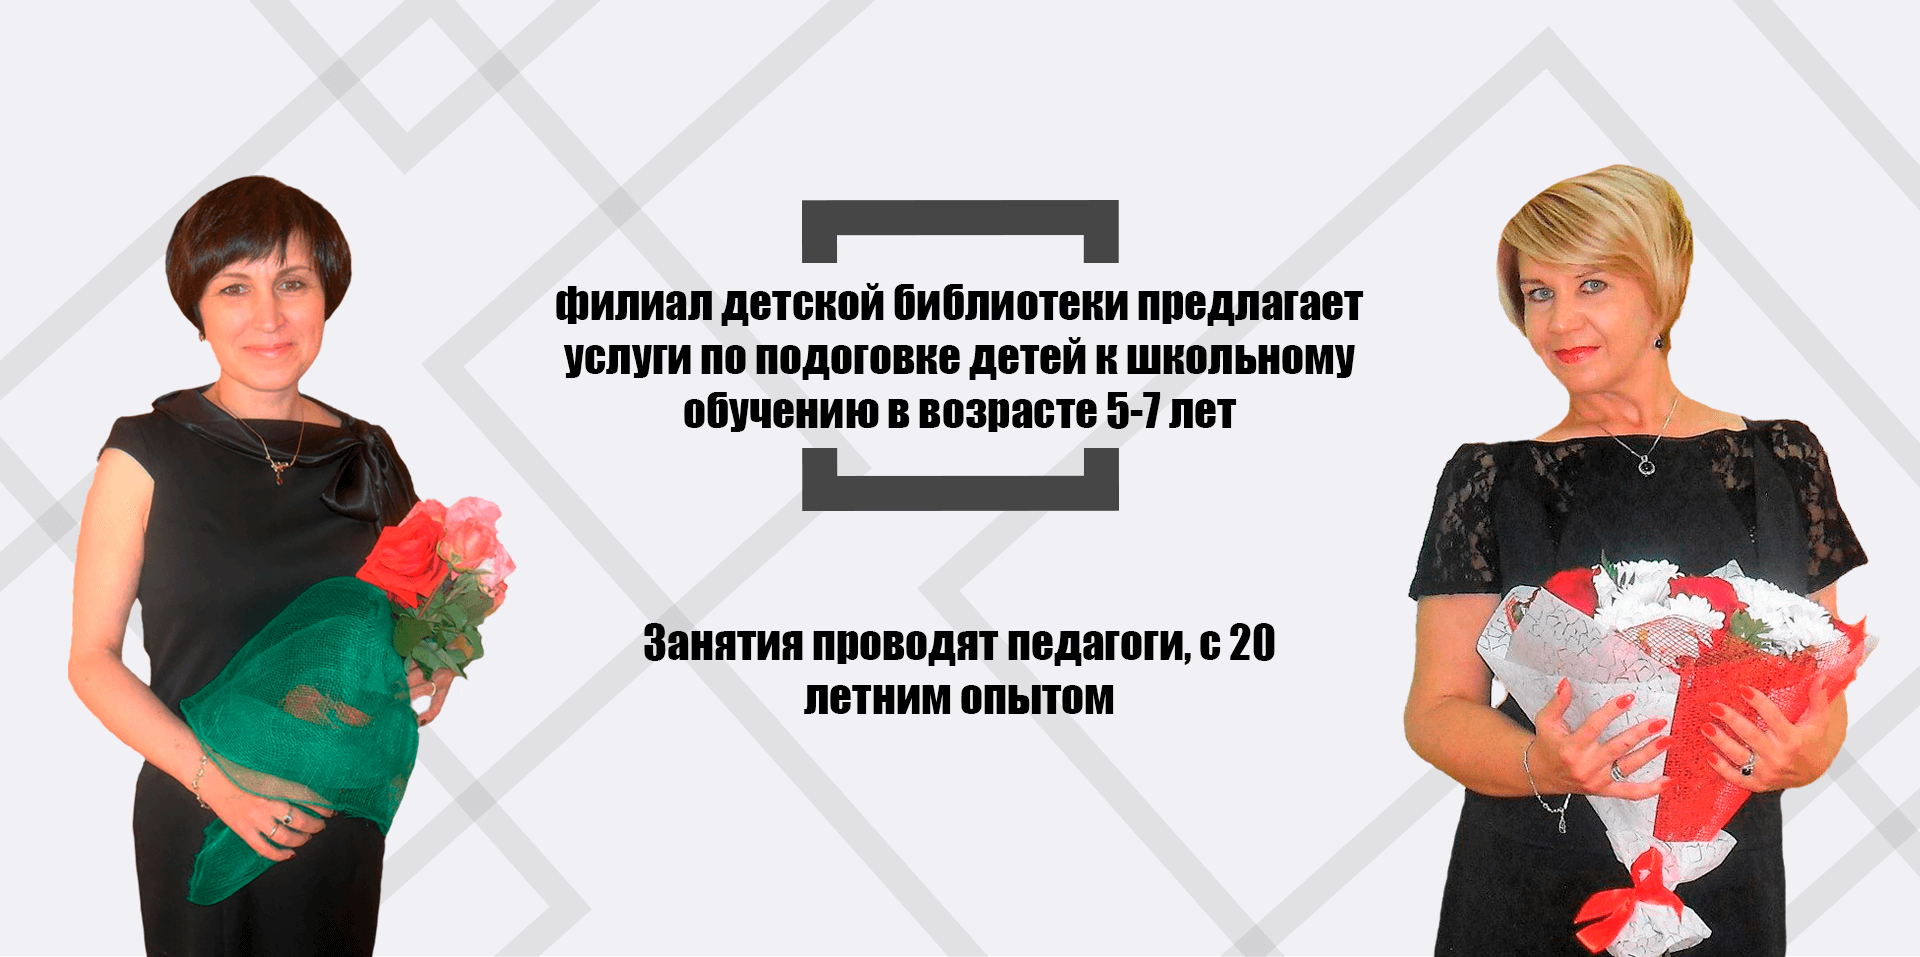 филиал детской библиотеки предлагает
услуги по подоговке детей к школьному
обучению в возрасте 5-7 лет
Занятия проводят педагоги, с 20
летним опытом